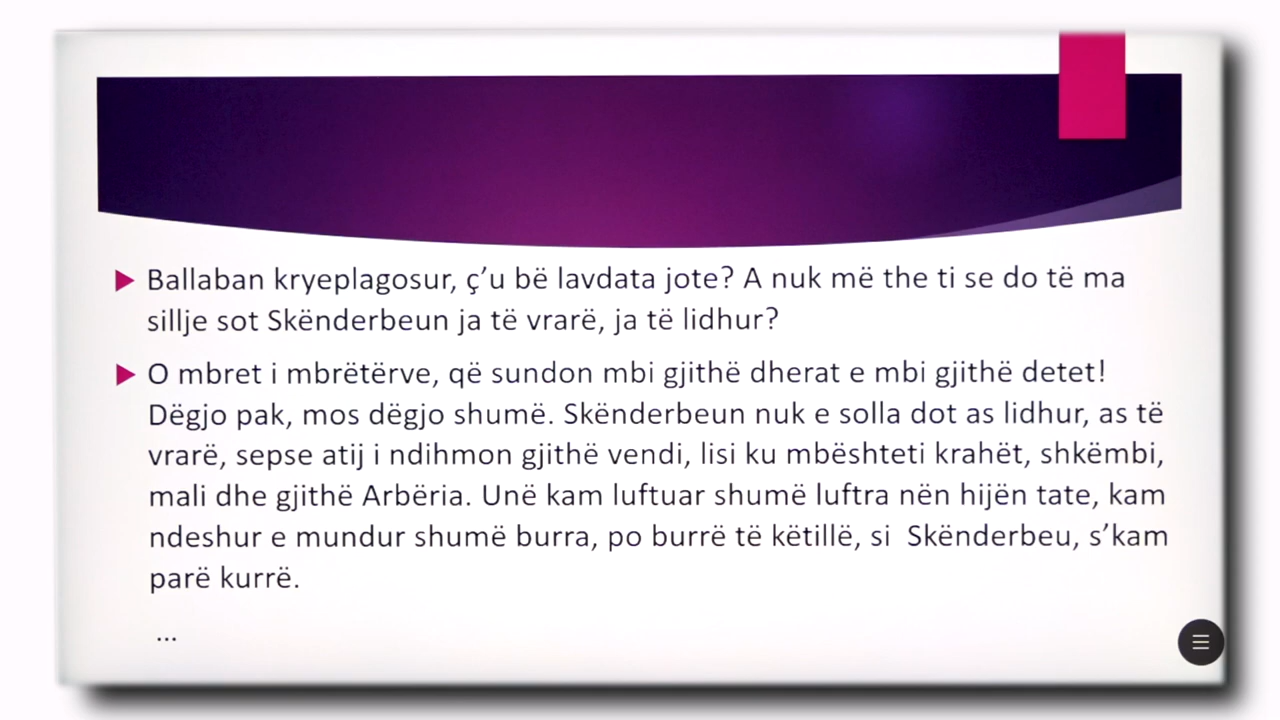 Ballaban kryeplagosur, ç’u bë lavdata jote? A nuk më the ti se do të ma
sillje sot Skënderbeun ja të vrarë, ja të lidhur?
O mbret i mbrëtërve, që sundon mbi gjithë dherat e mbi gjithë detet!
Dëgjo pak, mos dëgjo shumë. Skënderbeun nuk e solla dot as lidhur, as të
vrarë, sepse atij i ndihmon gjithë vendi, lisi ku mbështeti krahët, shkëmbi,
mali dhe gjithë Arbëria. Unë kam luftuar shumë luftra nën hijën tate, kam
ndeshur e mundur shumë burra, po burrë të këtillë, si Skënderbeu, s’kam
parë kurrë.
...